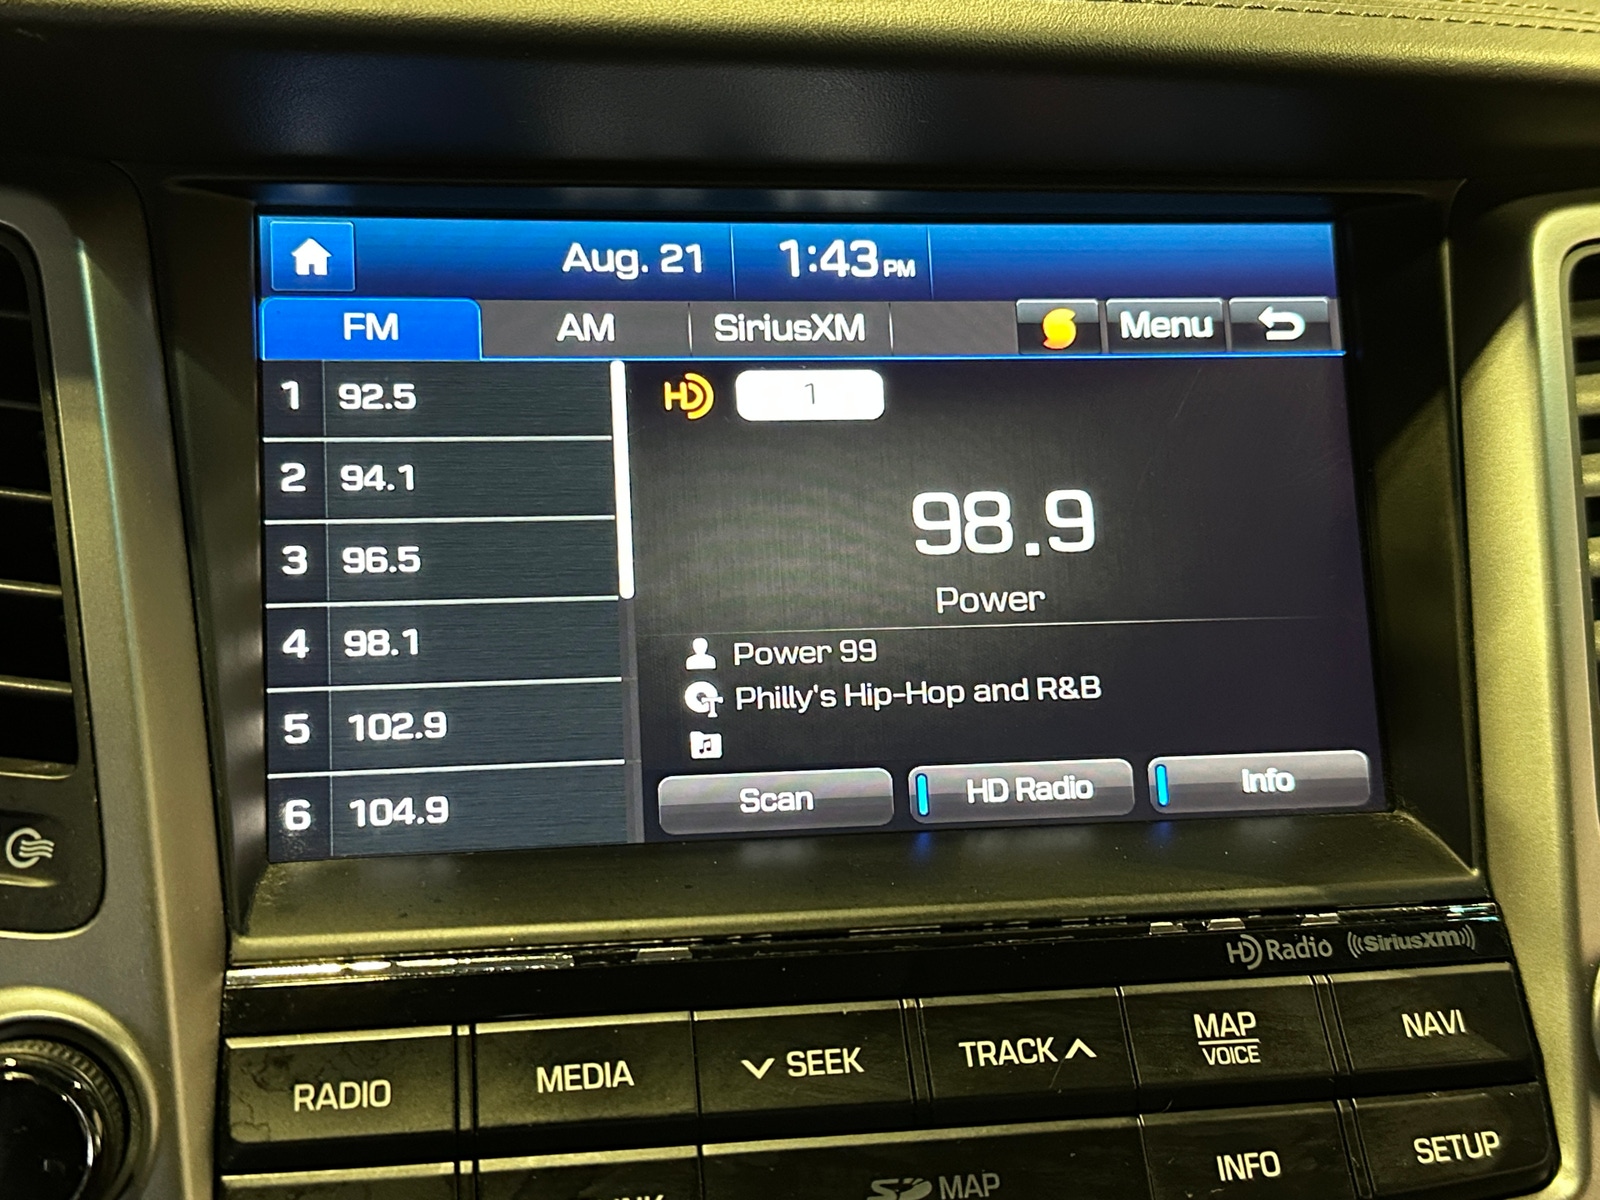 Aug. 21 1:43 PM
FM AM SiriusXM Menu
1 92.5
2 94.1
3 96.5
4 98.1
5 102.9
6 104.9
HD 1
98.9
Power
Power 99
Philly's Hip-Hop and R&B
Scan HD Radio Info
HD Radio ((SiriusXM))
RADIO MEDIA SEEK TRACK MAP NAVI
VOICE
SD MAP INFO SETUP